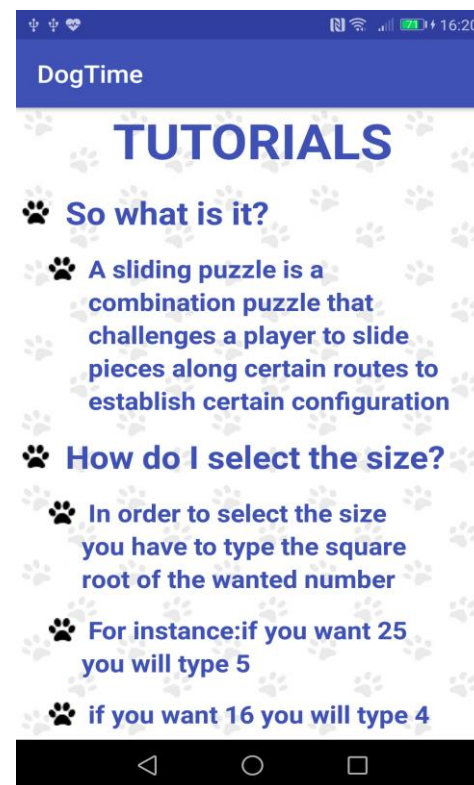 71 16:20
DogTime
TUTORIALS
So what is it?
A sliding puzzle is a
combination puzzle that
challenges a player to slide
pieces along certain routes to
establish certain configuration
How do I select the size?
In order to select the size
you have to type the square
root of the wanted number
For instance:if you want 25
you will type 5
if you want 16 you will type 4